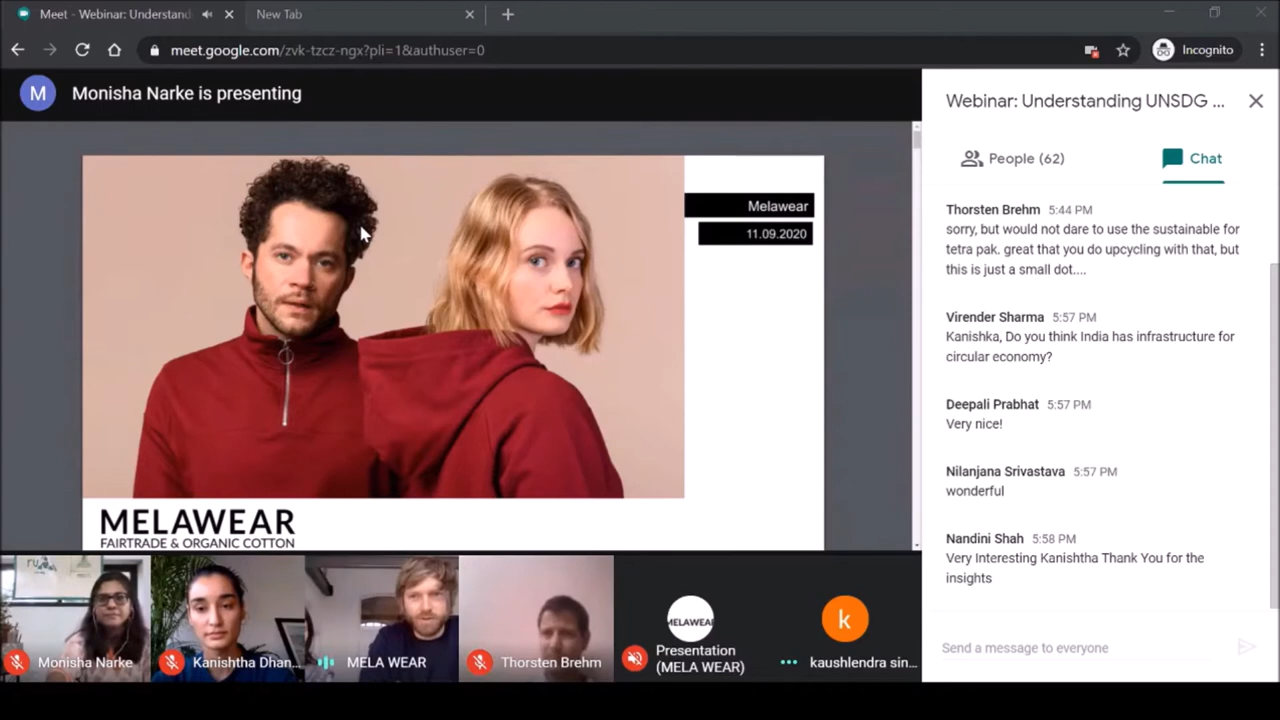 Meet - Webinar: Understand
New Tab
meet.google.com/zvk-tzcz-ngx?pli=1&authuser=0
Incognito
M
Monisha Narke is presenting
Webinar: Understanding UNSDG ...
People (62)
Chat
Melawear
11.09.2020
MELAWEAR
FAIRTRADE & ORGANIC COTTON
Thorsten Brehm 5:44 PM
sorry, but would not dare to use the sustainable for
tetra pak. great that you do upcycling with that, but
this is just a small dot....
Virender Sharma 5:57 PM
Kanishka, Do you think India has infrastructure for
circular economy?
Deepali Prabhat 5:57 PM
Very nice!
Nilanjana Srivastava 5:57 PM
wonderful
Nandini Shah 5:58 PM
Very Interesting Kanishtha Thank You for the
insights
Send a message to everyone
ru
Monisha Narke
Kanishtha Dhan...
MELA WEAR
Thorsten Brehm
MELAWEAR
Presentation
(MELA WEAR)
k
kaushlendra sin...